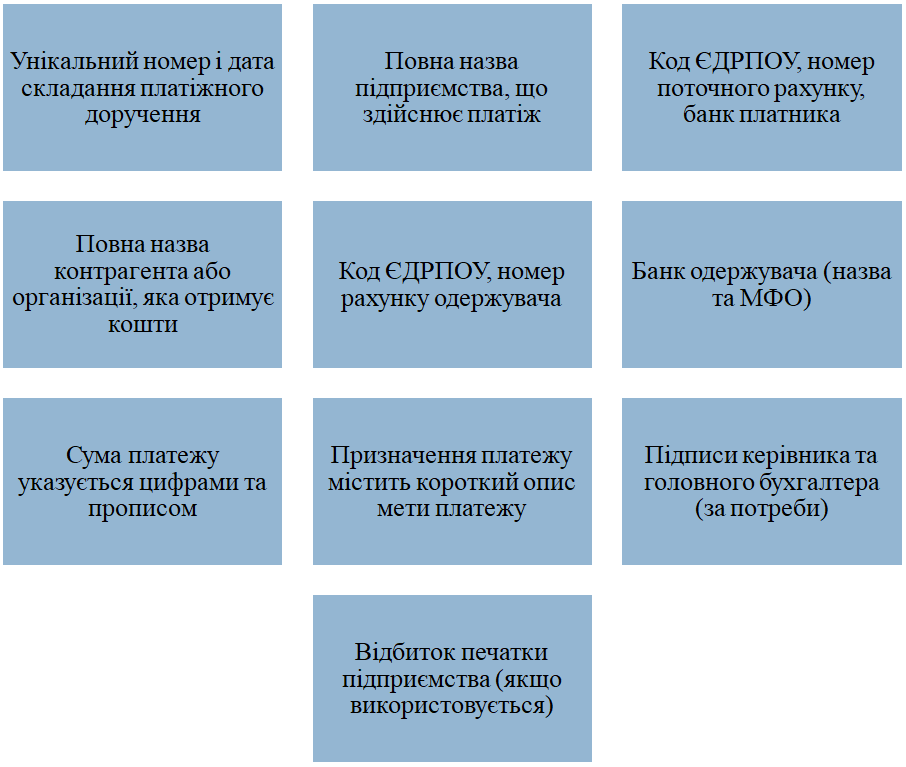 Унікальний номер і дата
складання платіжного
доручення
Повна назва
підприємства, що
здійснює платіж
Код ЄДРПОУ, номер
поточного рахунку,
банк платника
Повна назва
контрагента або
організації, яка отримує
кошти
Код ЄДРПОУ, номер
рахунку одержувача
Банк одержувача (назва
та МФО)
Сума платежу
указується цифрами та
прописом
Призначення платежу
містить короткий опис
мети платежу
Підписи керівника та
головного бухгалтера
(за потреби)
Відбиток печатки
підприємства (якщо
використовується)